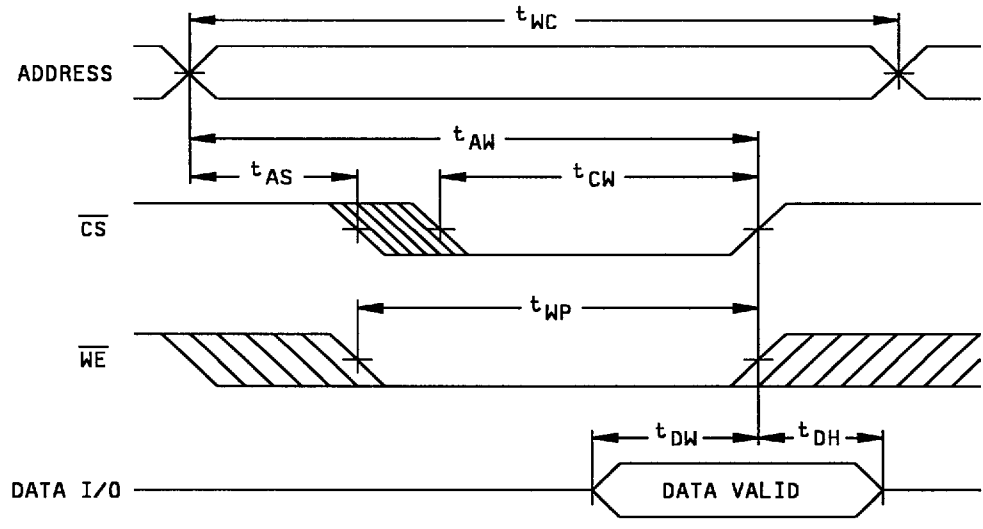 tWC
ADDRESS
tAW
tAS
tCW
CS
tWP
WE
tDW
tDH
DATA I/O
DATA VALID